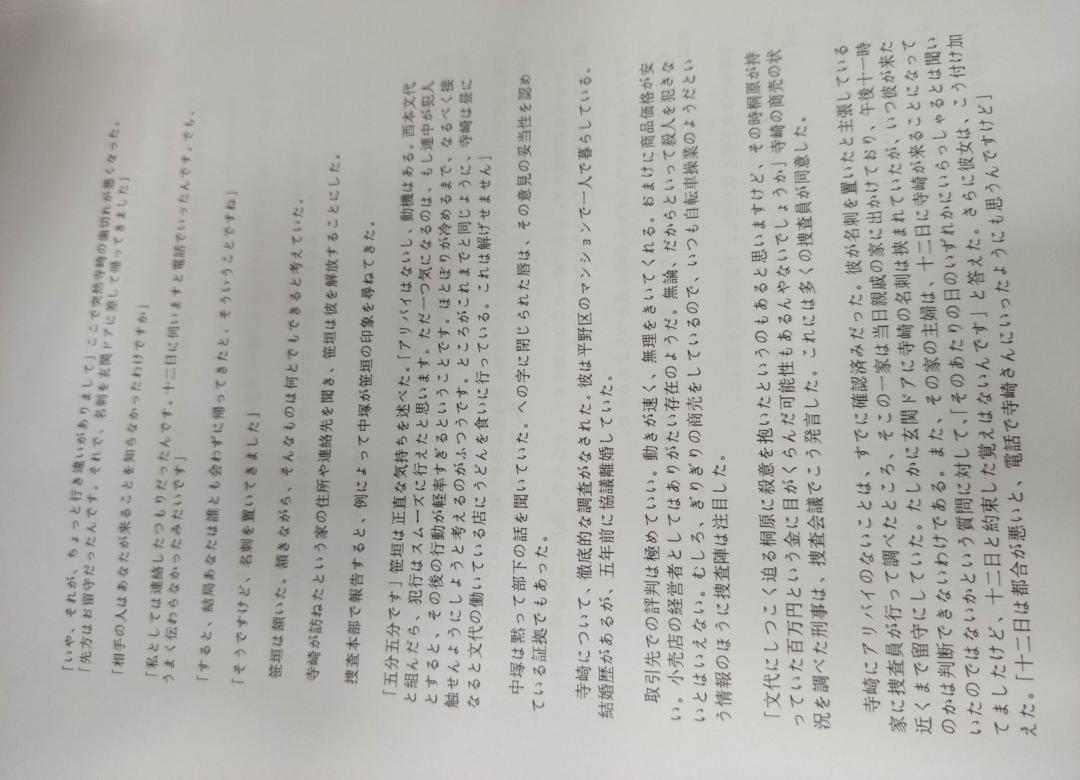 「いや、それが、ちょっと行き違いがありまして」ここで突然寺崎の歯切れが悪くなった。
「先方はお留守だったんです。それで、名刺を玄関ドアに挟して帰ってきました」
「相手の人はあなたが来ることを知らなかったわけですか」
「私としては連絡したつもりだったんです。十二日に伺いますと電話でいったんです。でも、
うまく伝わらなかったみたいです」
「すると、結局あなたは誰とも会わずに帰ってきたと、そういうことですね」
「そうですけど、名刺を置いてきました」
笹垣は頷いた。頷きながら、そんなものは何とでもできると考えていた。
寺崎が訪ねたという家の住所や連絡先を聞き、笹垣は彼を解放することにした。
捜査本部で報告すると、例によって中塚が笹垣の印象を尋ねてきた。
「五分五分です」笹垣は正直な気持ちを述べた。「アリバイはないし、動機はある。西本文代
と組んだら、犯行はスムーズに行えたと思います。ただ一つ気になるのは、もし連中が犯人
とすると、その後の行動が軽率すぎるということです。ほとぼりが冷めるまで、なるべく接
触せんようにしようと考えるのがふつうです。ところがこれまでと同じように、寺崎は昼に
なると文代の働いている店にうどんを食いに行っている。これは解げせません」
中塚は黙って部下の話を聞いていた。への字に閉じられた唇は、その意見の妥当性を認め
ている証拠でもあった。
寺崎について、徹底的な調査がなされた。彼は平野区のマンションで一人で暮らしている。
結婚歴があるが、五年前に協議離婚していた。
取引先での評判は極めていい。動きが速く、無理をきいてくれる。おまけに商品価格が安
い。小売店の経営者としてはありがたい存在のようだ。無論、だからといって殺人を犯さな
いとはいえない。むしろ、ぎりぎりの商売をしているので、いつも自転車操業のようだとい
う情報のほうに捜査陣は注目した。
「文代にしつこく迫る桐原に殺意を抱いたというのもあると思いますけど、その時桐原が持
っていた百万円という金に目がくらんだ可能性もあるんやないでしょうか」寺崎の商売の状
況を調べた刑事は、捜査会議でこう発言した。これには多くの捜査員が同意した。
寺崎にアリバイのないことは、すでに確認済みだった。彼が名刺を置いたと主張している
家に捜査員が行って調べたところ、そこの一家は当日親戚の家に出かけており、午後十一時
近くまで留守にしていた。たしかに玄関ドアに寺崎の名刺は挟まれていたが、いつ彼が来た
のかは判断できないわけである。また、その家の主婦は、十二日に寺崎が来ることになって
いたのではないかという質問に対して、「そのあたりの日のいずれかにいらっしゃるとは聞い
てましたけど、十二日と約束した覚えはないんです」と答えた。さらに彼女は、こう付け加
えた。「十二日は都合が悪いと、電話で寺崎さんにいったようにも思うんですけど」